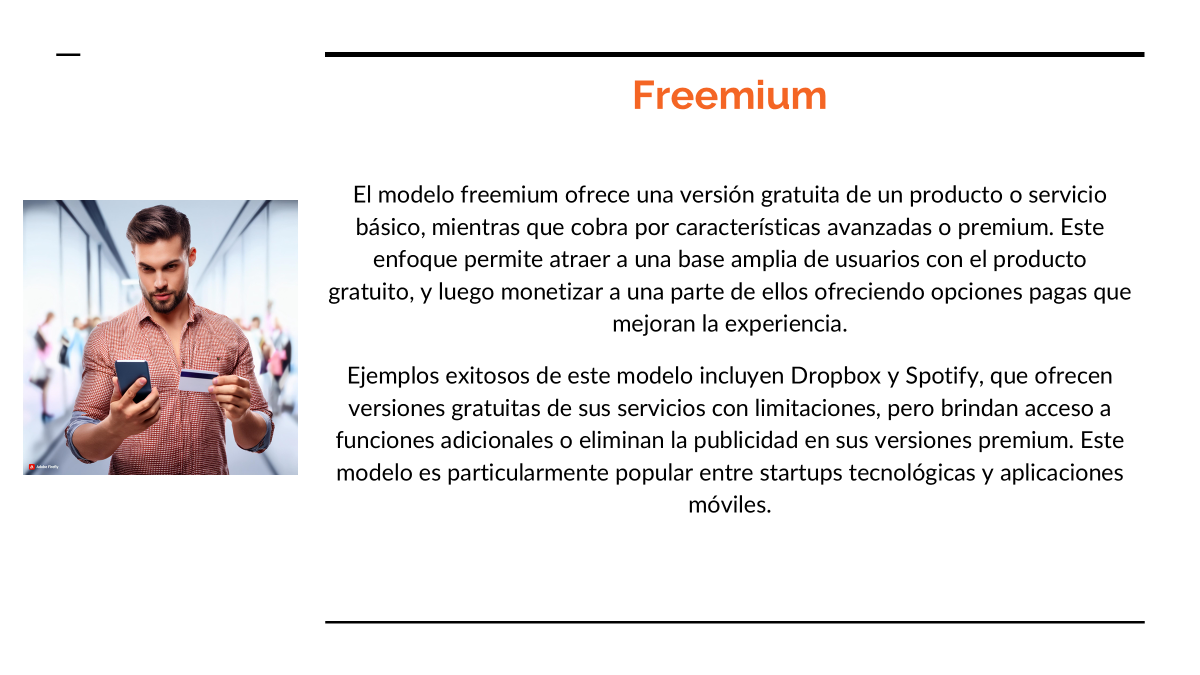 Freemium
El modelo freemium ofrece una versión gratuita de un producto o servicio
básico, mientras que cobra por características avanzadas o premium. Este
enfoque permite atraer a una base amplia de usuarios con el producto
gratuito, y luego monetizar a una parte de ellos ofreciendo opciones pagas que
mejoran la experiencia.
Ejemplos exitosos de este modelo incluyen Dropbox y Spotify, que ofrecen
versiones gratuitas de sus servicios con limitaciones, pero brindan acceso a
funciones adicionales o eliminan la publicidad en sus versiones premium. Este
modelo es particularmente popular entre startups tecnológicas y aplicaciones
móviles.
Adobe Firefly